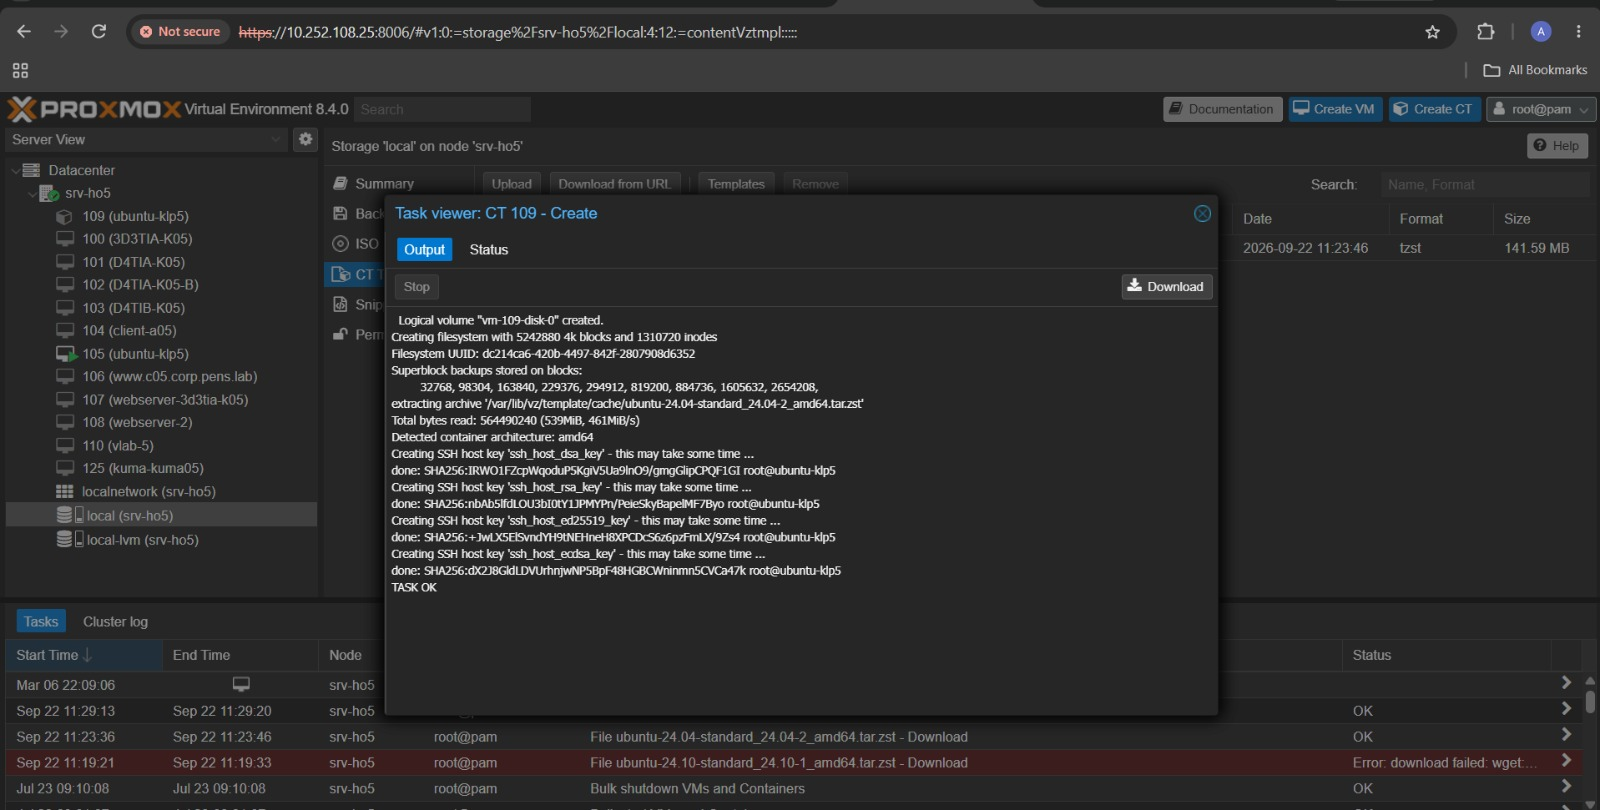 Not secure https://10.252.108.25:8006/#v1:0:=storage%2Fsrv-ho5%2Flocal:4:12:=contentVztmpl:::::
A
All Bookmarks
PROXMOX Virtual Environment 8.4.0 Search
Documentation Create VM Create CT root@pam
Server View
Storage 'local' on node 'srv-ho5'
Help
Datacenter
srv-ho5
109 (ubuntu-klp5)
100 (3D3TIA-K05)
101 (D4TIA-K05)
102 (D4TIA-K05-B)
103 (D4TIB-K05)
104 (client-a05)
105 (ubuntu-klp5)
106 (www.c05.corp.pens.lab)
107 (webserver-3d3tia-k05)
108 (webserver-2)
110 (vlab-5)
125 (kuma-kuma05)
localnetwork (srv-ho5)
local (srv-ho5)
local-lvm (srv-ho5)
Summary
Back
ISO
CT T
Snip
Perm
Upload Download from URL Templates Remove
Search: Name, Format
Date Format Size
2026-09-22 11:23:46 tzst 141.59 MB
Task viewer: CT 109 - Create
Output Status
Stop
Download
Logical volume "vm-109-disk-0" created.
Creating filesystem with 5242880 4k blocks and 1310720 inodes
Filesystem UUID: dc214ca6-420b-4497-842f-2807908d6352
Superblock backups stored on blocks:
32768, 98304, 163840, 229376, 294912, 819200, 884736, 1605632, 2654208,
extracting archive '/var/lib/vz/template/cache/ubuntu-24.04-standard_24.04-2_amd64.tar.zst'
Total bytes read: 564490240 (539MiB, 461MiB/s)
Detected container architecture: amd64
Creating SSH host key 'ssh_host_dsa_key' - this may take some time ...
done: SHA256:IRWO1FZcpWqoduP5KgiV5Ua9lnO9/gmgGlipCPQF1GI root@ubuntu-klp5
Creating SSH host key 'ssh_host_rsa_key' - this may take some time ...
done: SHA256:nbAb5lfdLOU3bI0tY1JPMYPn/PeieSkyBapelMF7Byo root@ubuntu-klp5
Creating SSH host key 'ssh_host_ed25519_key' - this may take some time ...
done: SHA256:+JwLX5ElSvndYH9tNEHneH8XPCDcS6z6pzFmLX/9Zs4 root@ubuntu-klp5
Creating SSH host key 'ssh_host_ecdsa_key' - this may take some time ...
done: SHA256:dX2J8GldLDVUrhnjwNP5BpF48HGBCWninmn5CVCa47k root@ubuntu-klp5
TASK OK
Tasks Cluster log
Start Time End Time Node Status
Mar 06 22:09:06 srv-ho5
Sep 22 11:29:13 Sep 22 11:29:20 srv-ho5 OK
Sep 22 11:23:36 Sep 22 11:23:46 srv-ho5 root@pam File ubuntu-24.04-standard_24.04-2_amd64.tar.zst - Download OK
Sep 22 11:19:21 Sep 22 11:19:33 srv-ho5 root@pam File ubuntu-24.10-standard_24.10-1_amd64.tar.zst - Download Error: download failed: wget:...
Jul 23 09:10:08 Jul 23 09:10:08 srv-ho5 root@pam Bulk shutdown VMs and Containers OK